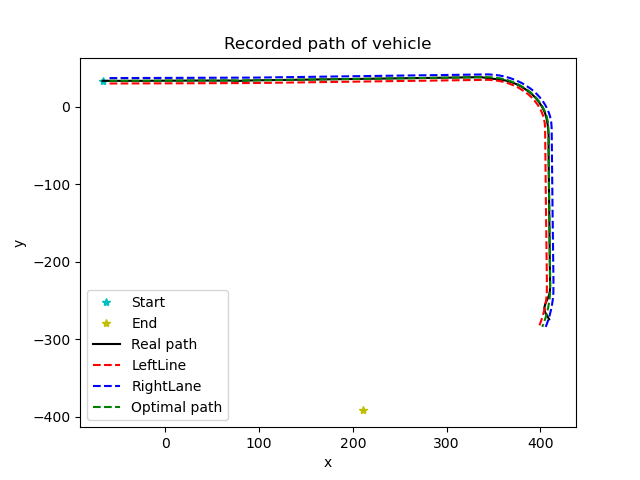 Recorded path of vehicle
0
−100
−200
−300
−400
y
Start
End
Real path
LeftLine
RightLane
Optimal path
0
100
200
300
400
x